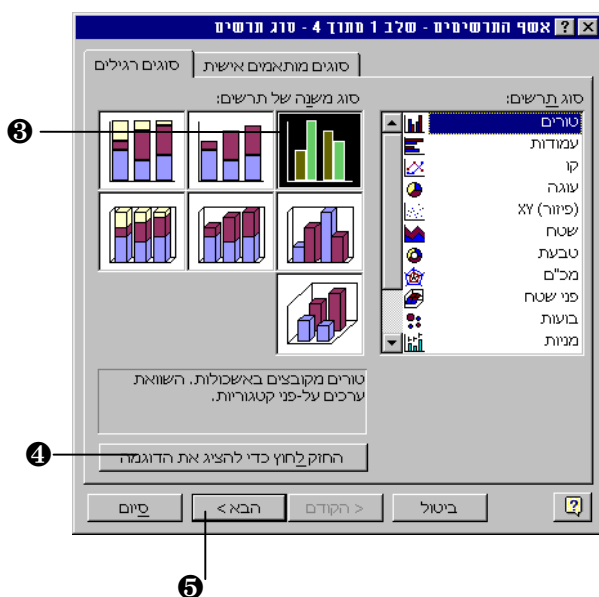 אשף התרשימים - שלב 1 מתוך 4 - סוג תרשים
סוגים רגילים
סוגים מותאמים אישית
סוג תרשים:
סוג משנה של תרשים:
טורים
עמודות
קו
עוגה
XY (פיזור)
שטח
טבעת
מכ"ם
פני שטח
בועות
מניות
❸
טורים מקובצים באשכולות. השוואת
ערכים על-פני קטגוריות.
❹
החזק לחוץ כדי להציג את הדוגמה
ביטול
< הקודם
הבא >
סיום
❺